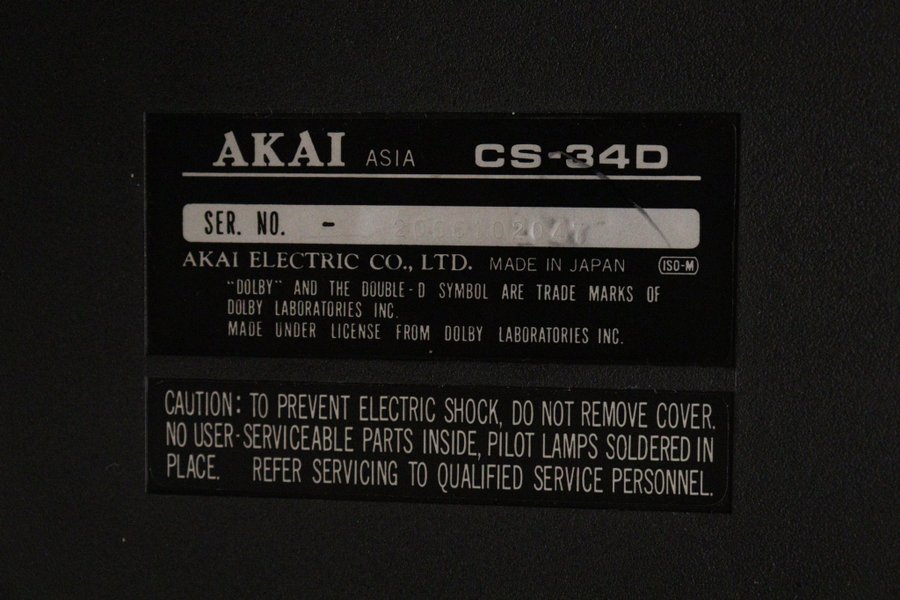 AKAI ASIA CS-34D
SER. NO. -
AKAI ELECTRIC CO., LTD. MADE IN JAPAN ISO-M
"DOLBY" AND THE DOUBLE-D SYMBOL ARE TRADE MARKS OF
DOLBY LABORATORIES INC.
MADE UNDER LICENSE FROM DOLBY LABORATORIES INC.
CAUTION: TO PREVENT ELECTRIC SHOCK, DO NOT REMOVE COVER.
NO USER-SERVICEABLE PARTS INSIDE, PILOT LAMPS SOLDERED IN
PLACE. REFER SERVICING TO QUALIFIED SERVICE PERSONNEL.